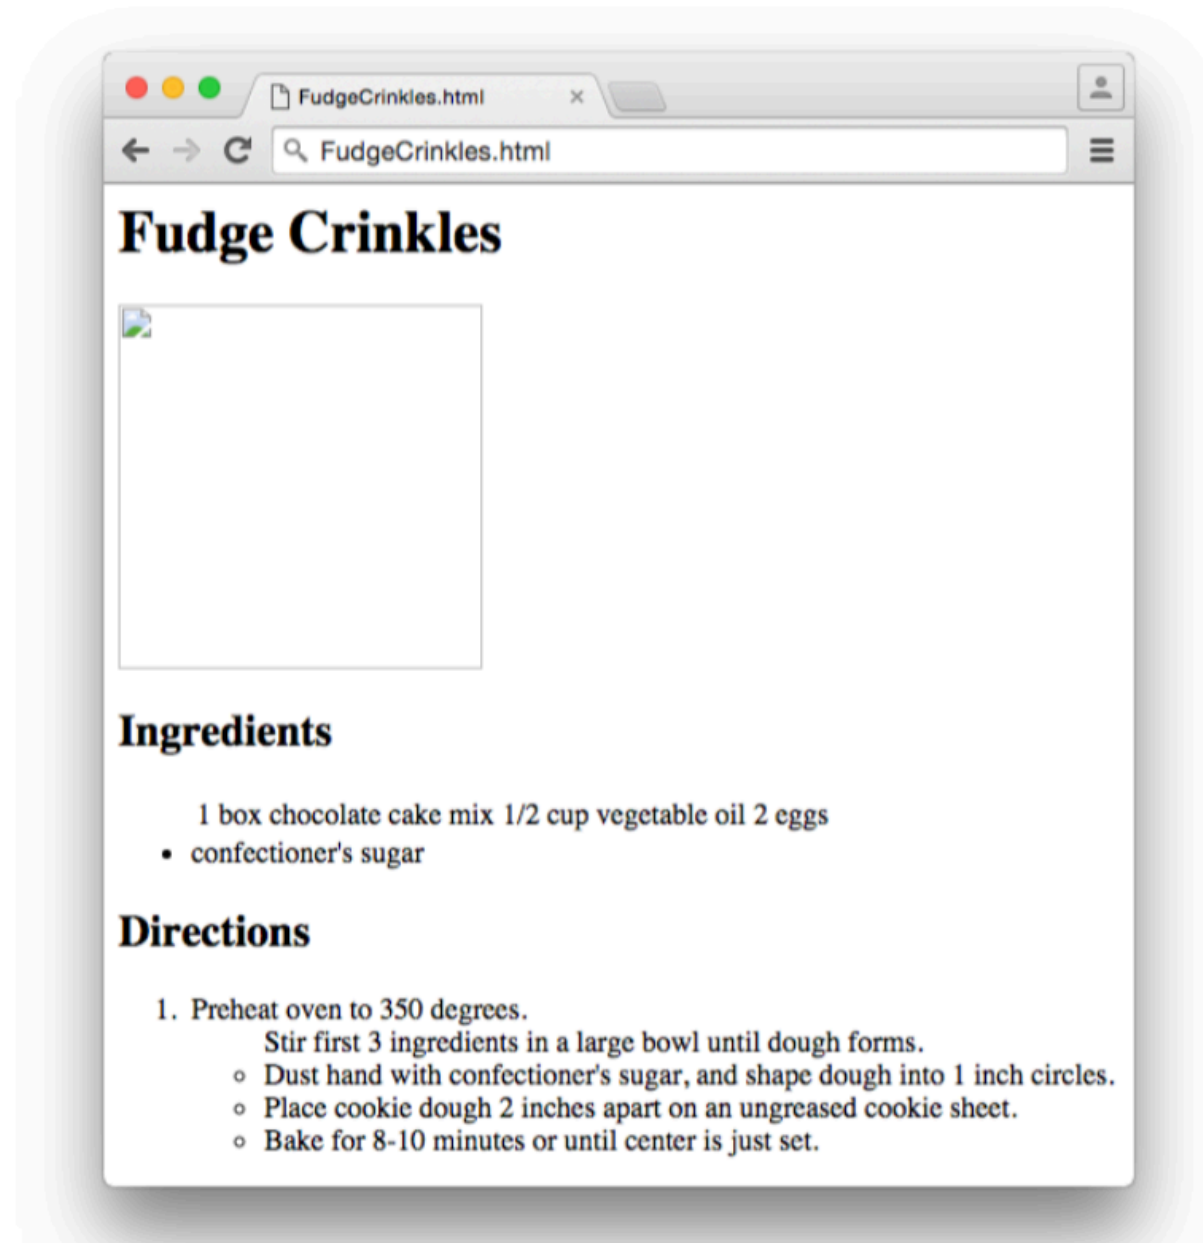 FudgeCrinkles.html
FudgeCrinkles.html
Fudge Crinkles
Ingredients
1 box chocolate cake mix 1/2 cup vegetable oil 2 eggs
• confectioner's sugar
Directions
1. Preheat oven to 350 degrees.
Stir first 3 ingredients in a large bowl until dough forms.
◦ Dust hand with confectioner's sugar, and shape dough into 1 inch circles.
◦ Place cookie dough 2 inches apart on an ungreased cookie sheet.
◦ Bake for 8-10 minutes or until center is just set.